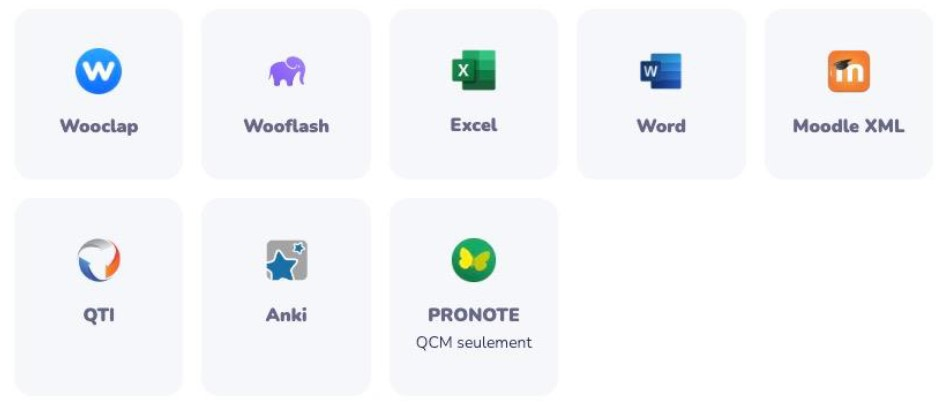 Wooclap
Wooflash
Excel
Word
Moodle XML
QTI
Anki
PRONOTE
QCM seulement